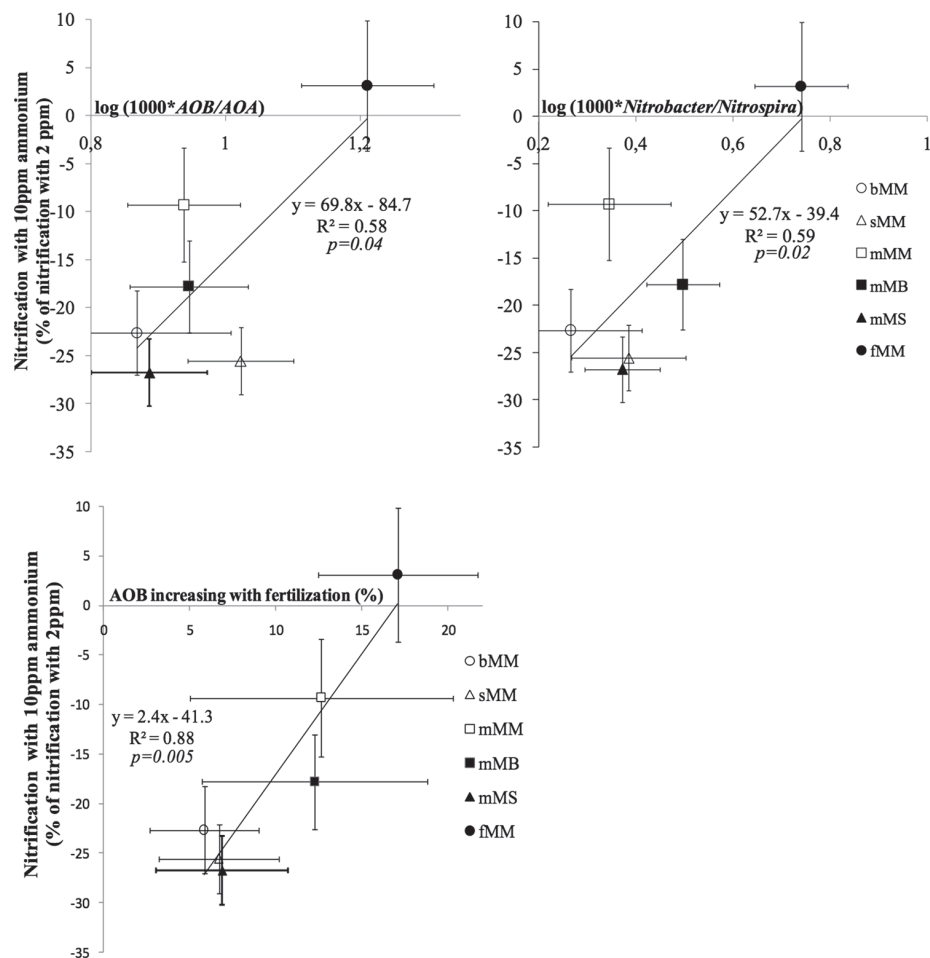 Nitrification with 10ppm ammonium
(% of nitrification with 2 ppm)
10
5
0
-5
-10
-15
-20
-25
-30
-35
log (1000*AOB/AOA)
0,8
1
1,2
y = 69.8x - 84.7
R² = 0.58
p=0.04
10
5
0
-5
-10
-15
-20
-25
-30
-35
log (1000*Nitrobacter/Nitrospira)
0,2
0,4
0,6
0,8
1
y = 52.7x - 39.4
R² = 0.59
p=0.02
bMM
sMM
mMM
mMB
mMS
fMM
Nitrification with 10ppm ammonium
(% of nitrification with 2ppm)
10
5
0
-5
-10
-15
-20
-25
-30
-35
AOB increasing with fertilization (%)
0
5
10
15
20
y = 2.4x - 41.3
R² = 0.88
p=0.005
bMM
sMM
mMM
mMB
mMS
fMM